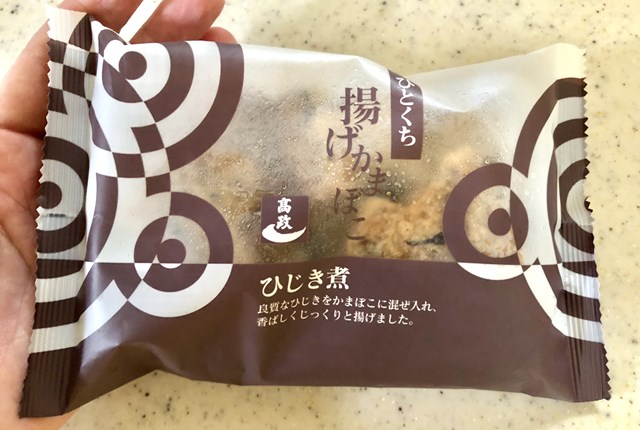 ひとくち
揚げかまぼこ
髙政
ひじき煮
良質なひじきをかまぼこに混ぜ入れ、
香ばしくじっくりと揚げました。